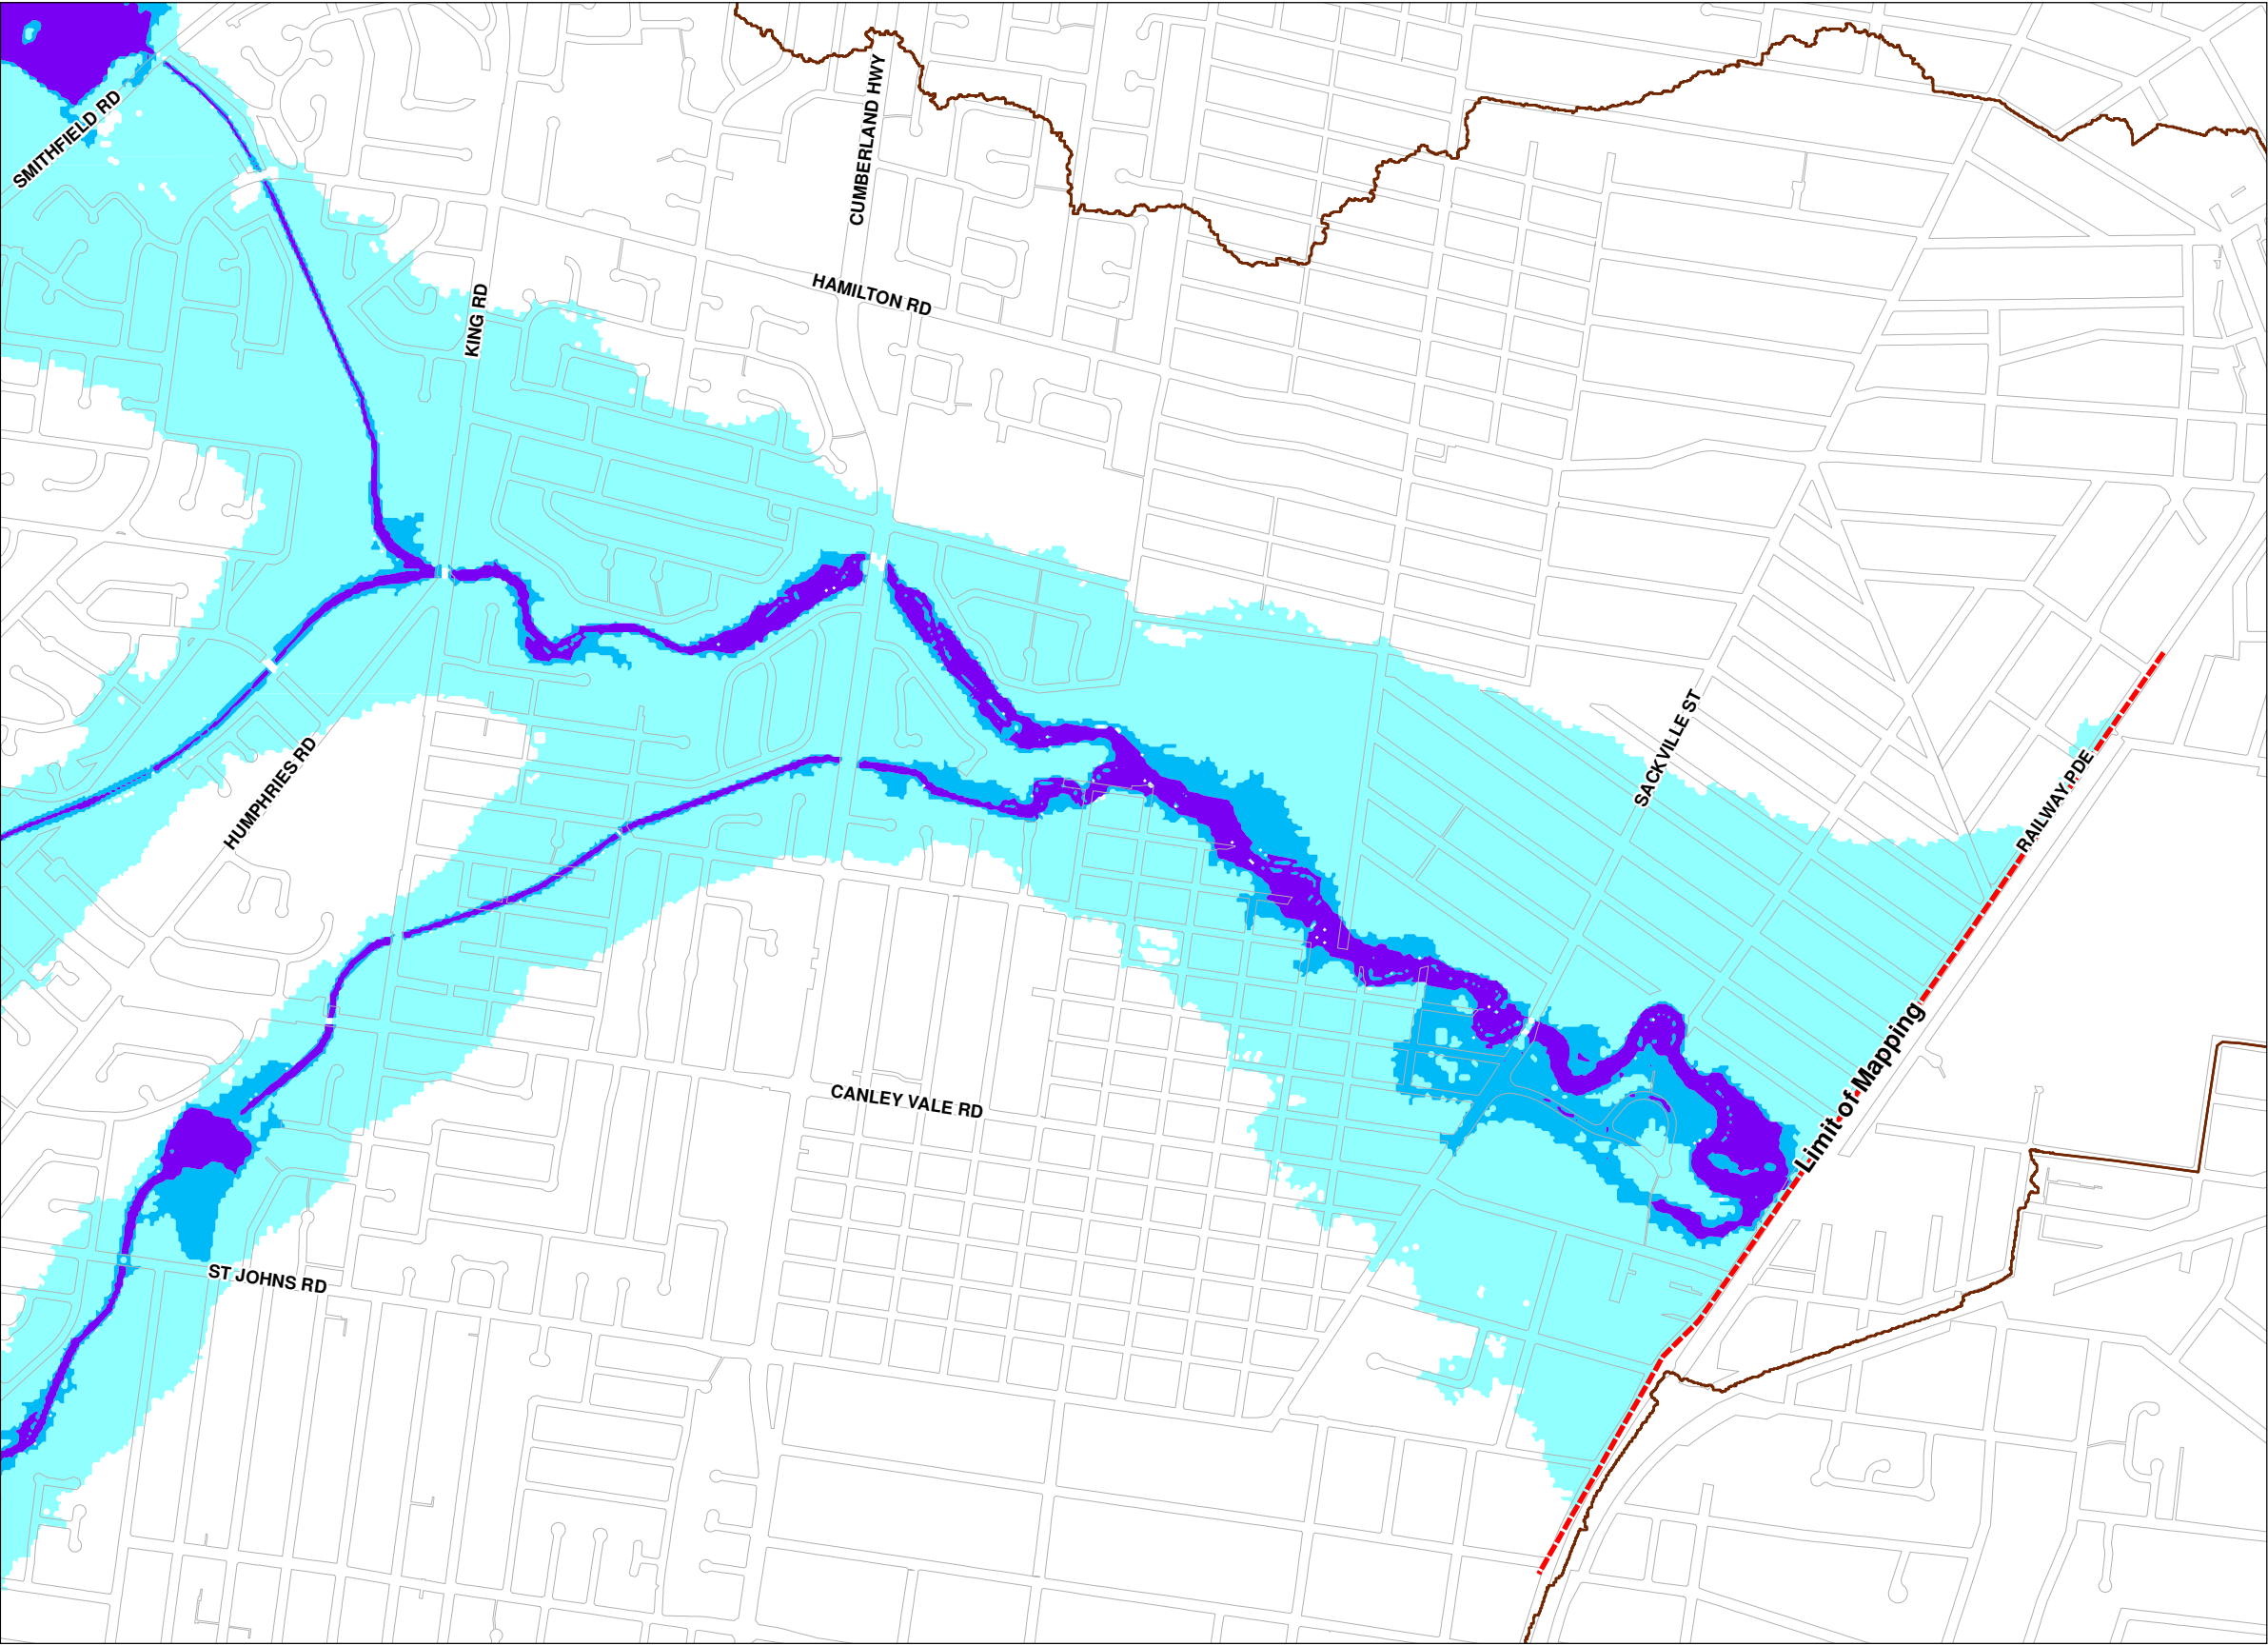 CUMBERLAND HWY
SMITHFIELD RD
HAMILTON RD
KING RD
SACKVILLE ST
HUMPHRIES RD
RAILWAY PDE
Limit of Mapping
CANLEY VALE RD
ST JOHNS RD